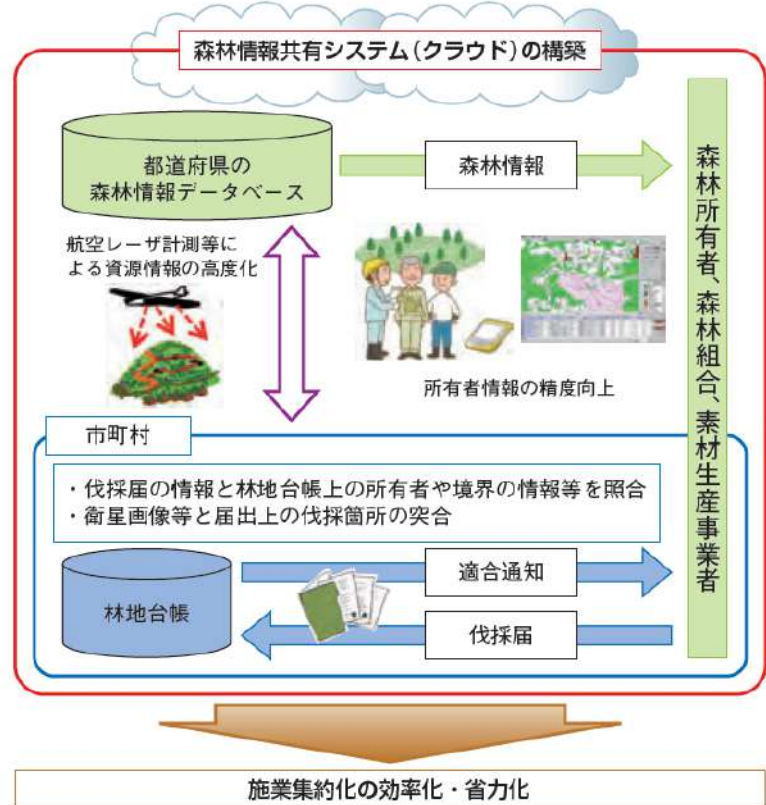 森林情報共有システム（クラウド）の構築
都道府県の
森林情報データベース
森林情報
森林所有者、森林組合、素材生産事業者
航空レーザ計測等に
よる資源情報の高度化
所有者情報の精度向上
市町村
・伐採届の情報と林地台帳上の所有者や境界の情報等を照合
・衛星画像等と届出上の伐採箇所の突合
林地台帳
適合通知
伐採届
施業集約化の効率化・省力化